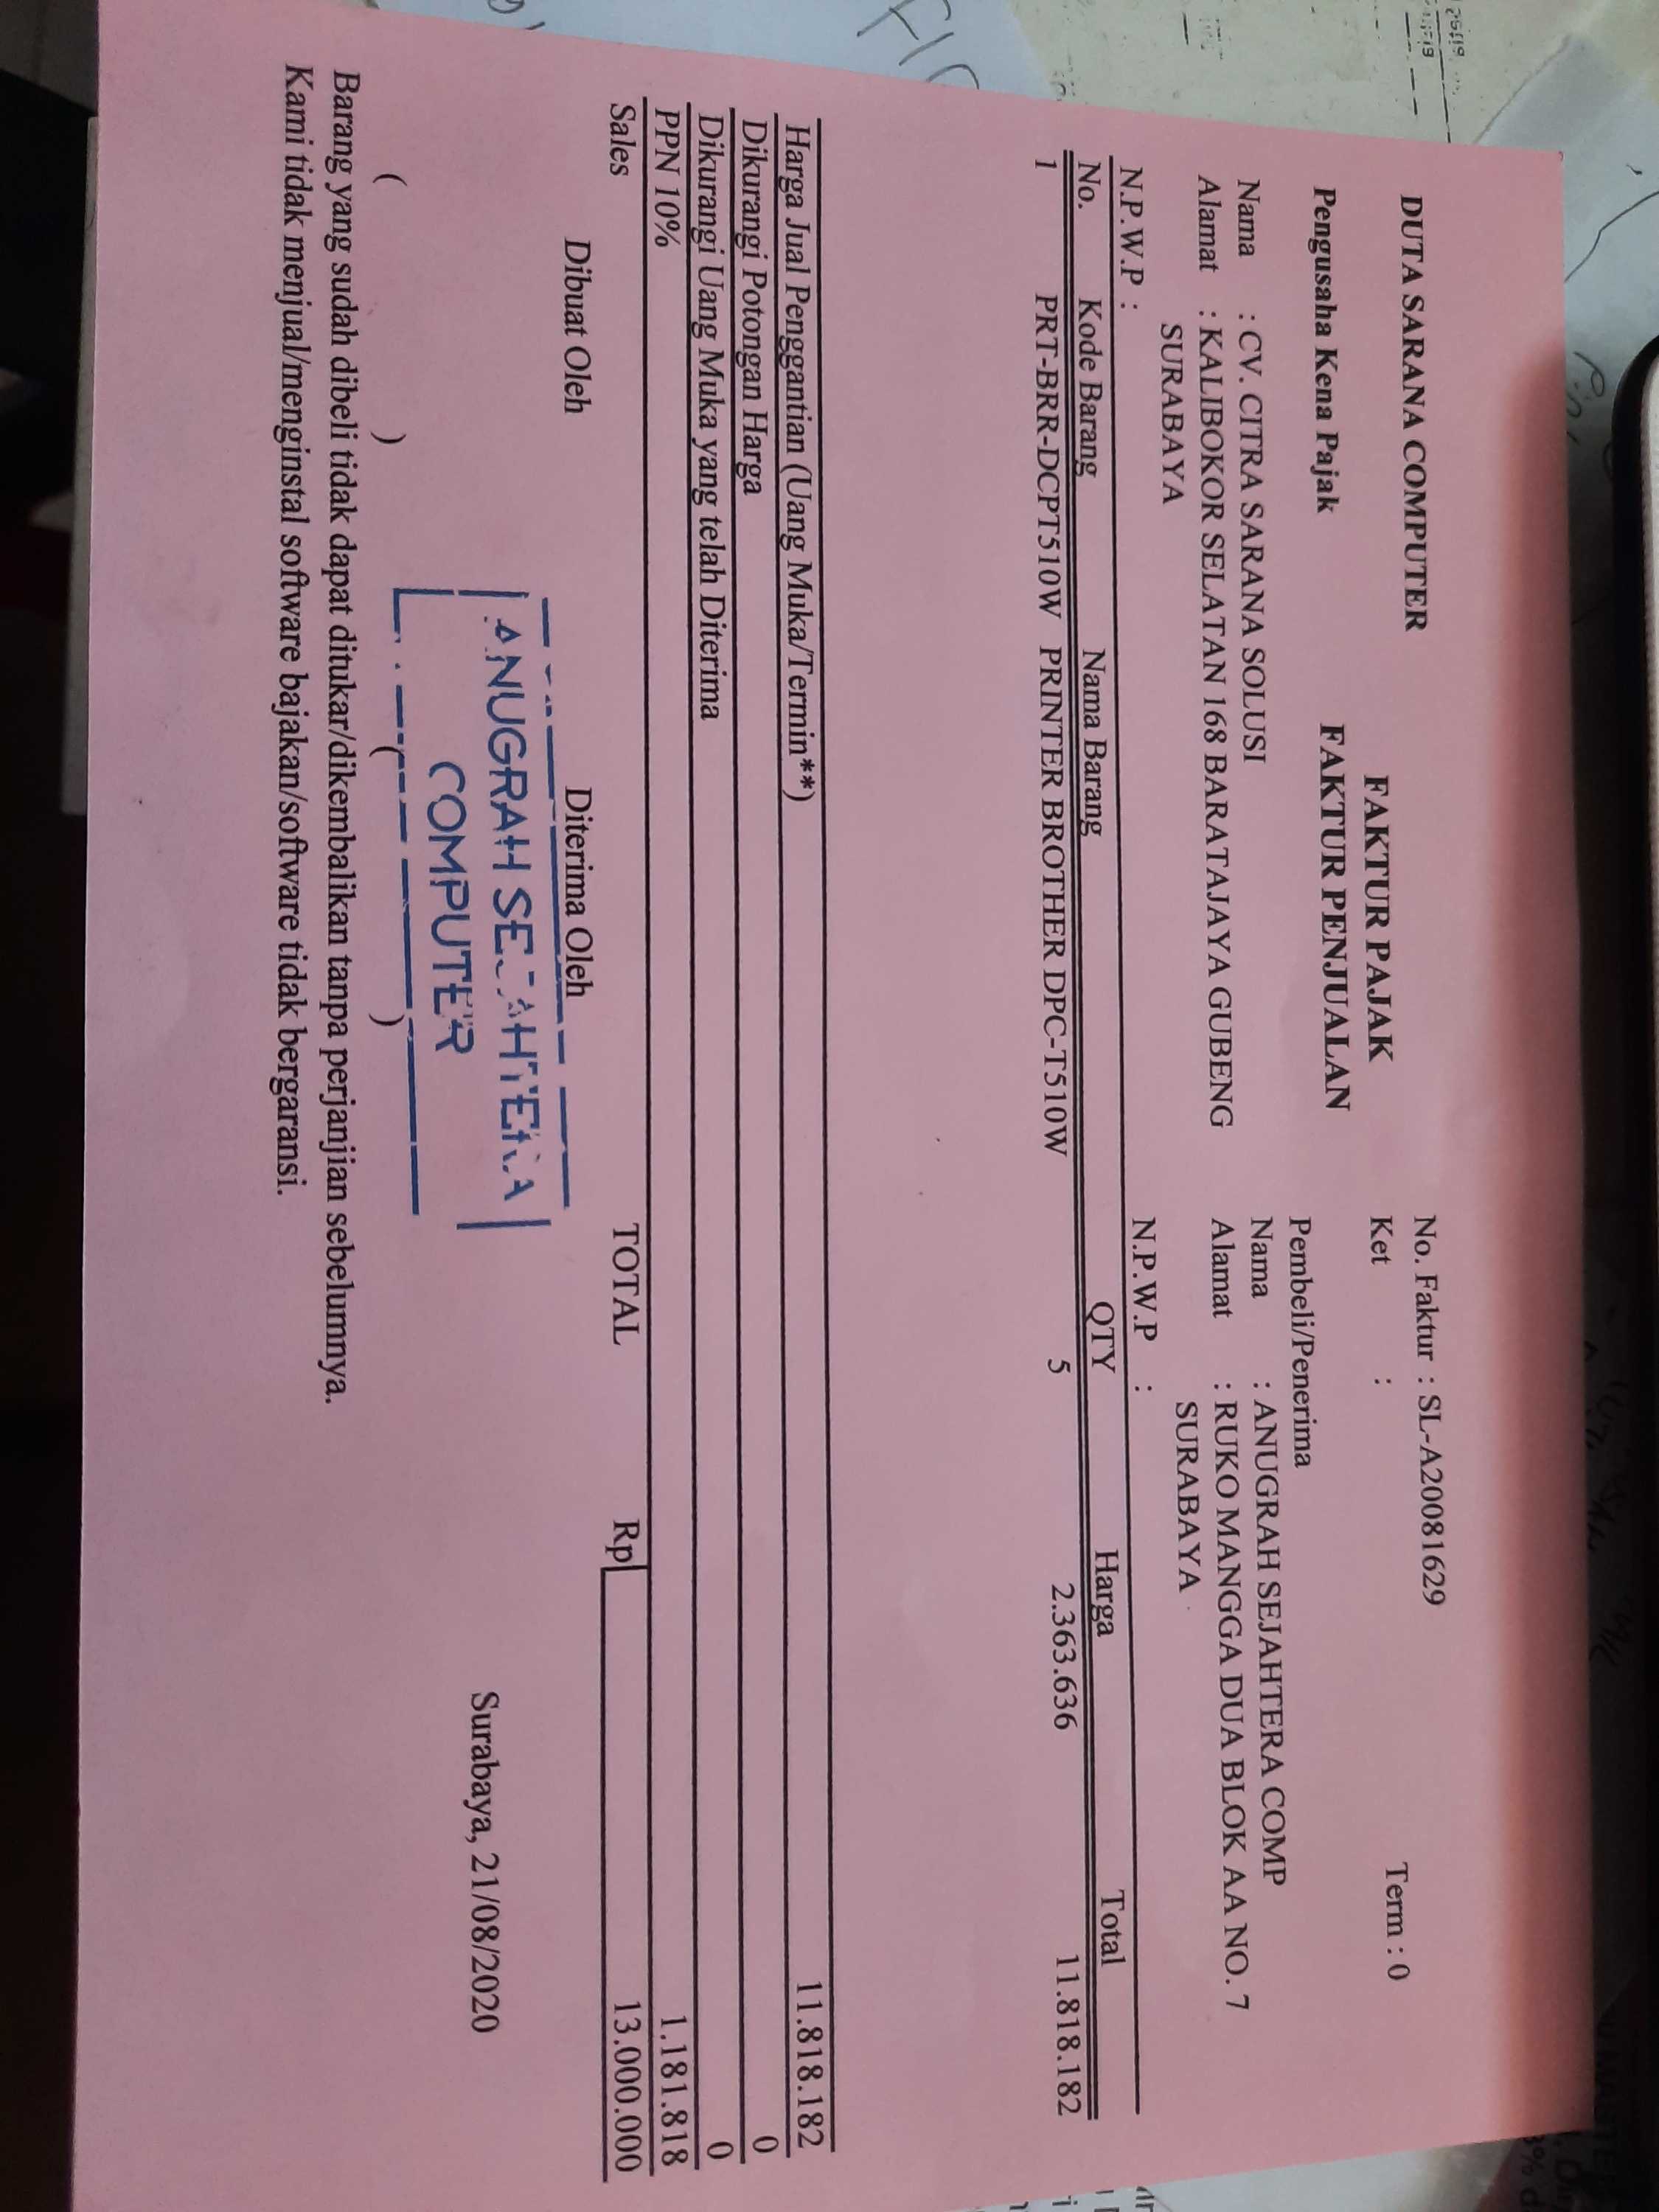 DUTA SARANA COMPUTER
No. Faktur : SL-A20081629
FAKTUR PAJAK
Ket :
Term : 0
FAKTUR PENJUALAN
Pengusaha Kena Pajak
Pembeli/Penerima
Nama : CV. CITRA SARANA SOLUSI
Nama : ANUGRAH SEJAHTERA COMP
Alamat : KALIBOKOR SELATAN 168 BARATAJAYA GUBENG
Alamat : RUKO MANGGA DUA BLOK AA NO. 7
SURABAYA
SURABAYA
N.P.W.P :
N.P.W.P :
No. Kode Barang Nama Barang QTY Harga Total
1 PRT-BRR-DCPT510W PRINTER BROTHER DPC-T510W 5 2.363.636 11.818.182
Harga Jual Penggantian (Uang Muka/Termin**) 11.818.182
Dikurangi Potongan Harga 0
Dikurangi Uang Muka yang telah Diterima 0
PPN 10% 1.181.818
Sales TOTAL Rp 13.000.000
Dibuat Oleh Diterima Oleh
ANUGRAH SEJAHTERA
COMPUTER
Surabaya, 21/08/2020
( ) ( )
Barang yang sudah dibeli tidak dapat ditukar/dikembalikan tanpa perjanjian sebelumnya.
Kami tidak menjual/menginstal software bajakan/software tidak bergaransi.